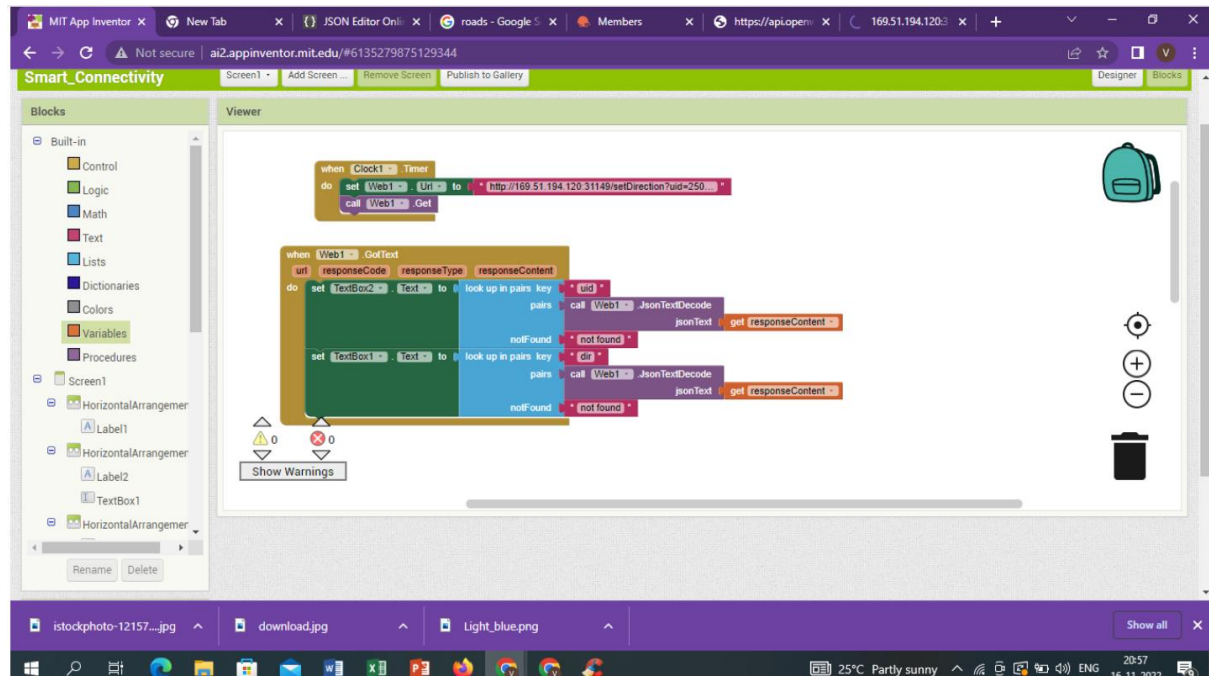 MIT App Inventor
New Tab
JSON Editor Onli
roads - Google S
Members
https://api.openw
169.51.194.120:3
Not secure
ai2.appinventor.mit.edu/#6135279875129344
V
Smart_Connectivity
Screen1
Add Screen ...
Remove Screen
Publish to Gallery
Designer
Blocks
Blocks
Viewer
Built-in
Control
Logic
Math
Text
Lists
Dictionaries
Colors
Variables
Procedures
Screen1
HorizontalArrangemer
Label1
HorizontalArrangemer
Label2
TextBox1
HorizontalArrangemer
Rename
Delete
when Clock1 .Timer
do set Web1 . Url to " http://169.51.194.120:31149/setDirection?uid=250... "
call Web1 .Get
when Web1 .GotText
url responseCode responseType responseContent
do set TextBox2 . Text to look up in pairs key " uid "
pairs call Web1 .JsonTextDecode
jsonText get responseContent
notFound " not found "
set TextBox1 . Text to look up in pairs key " dir "
pairs call Web1 .JsonTextDecode
jsonText get responseContent
notFound " not found "
0 0
Show Warnings
istockphoto-12157....jpg
download.jpg
Light_blue.png
Show all
25°C Partly sunny
ENG
20:57
16-11-2022